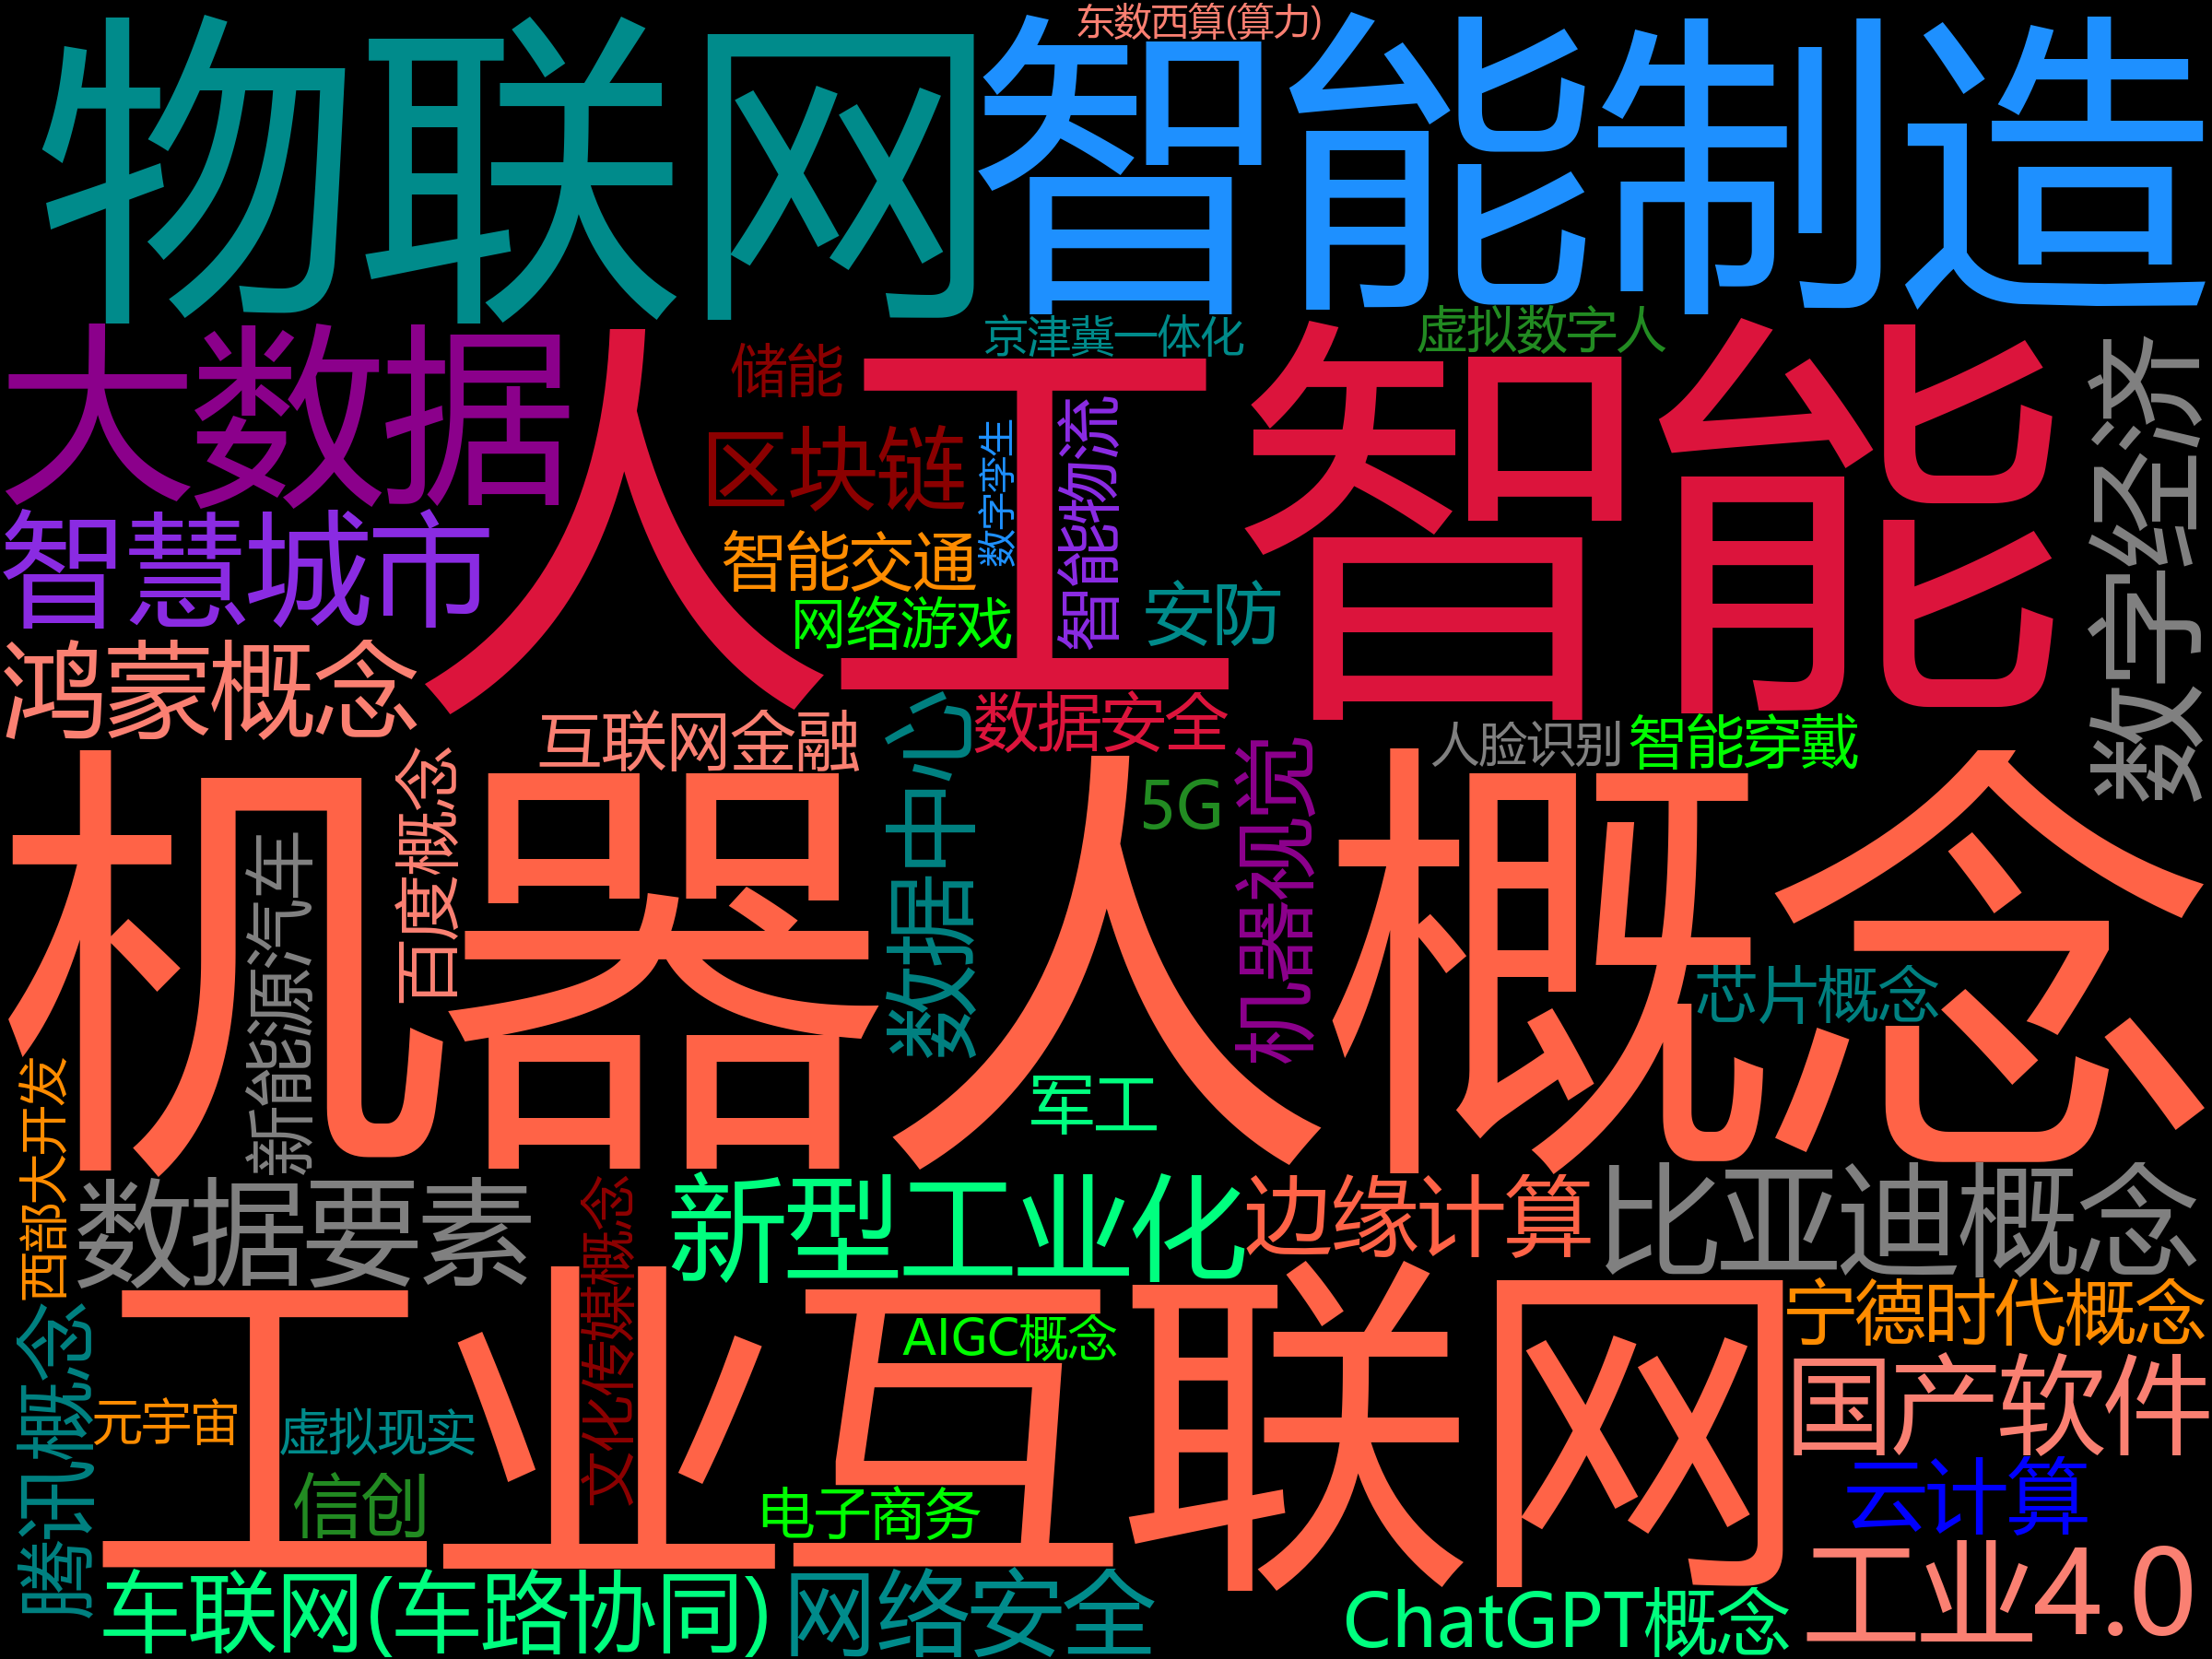 东数西算(算力)
物联网
智能制造
京津冀一体化
虚拟数字人
大数据
储能
人工智能
数字经济
区块链
数字孪生
智能物流
智慧城市
智能交通
网络游戏
安防
鸿蒙概念
互联网金融
数据中心
数据安全
人脸识别
智能穿戴
机器人概念
百度概念
新能源汽车
5G
机器视觉
芯片概念
军工
西部大开发
数据要素
文化传媒概念
新型工业化
边缘计算
比亚迪概念
工业互联网
宁德时代概念
腾讯概念
AIGC概念
国产软件
元宇宙
虚拟现实
信创
电子商务
云计算
车联网(车路协同)
网络安全
ChatGPT概念
工业4.0